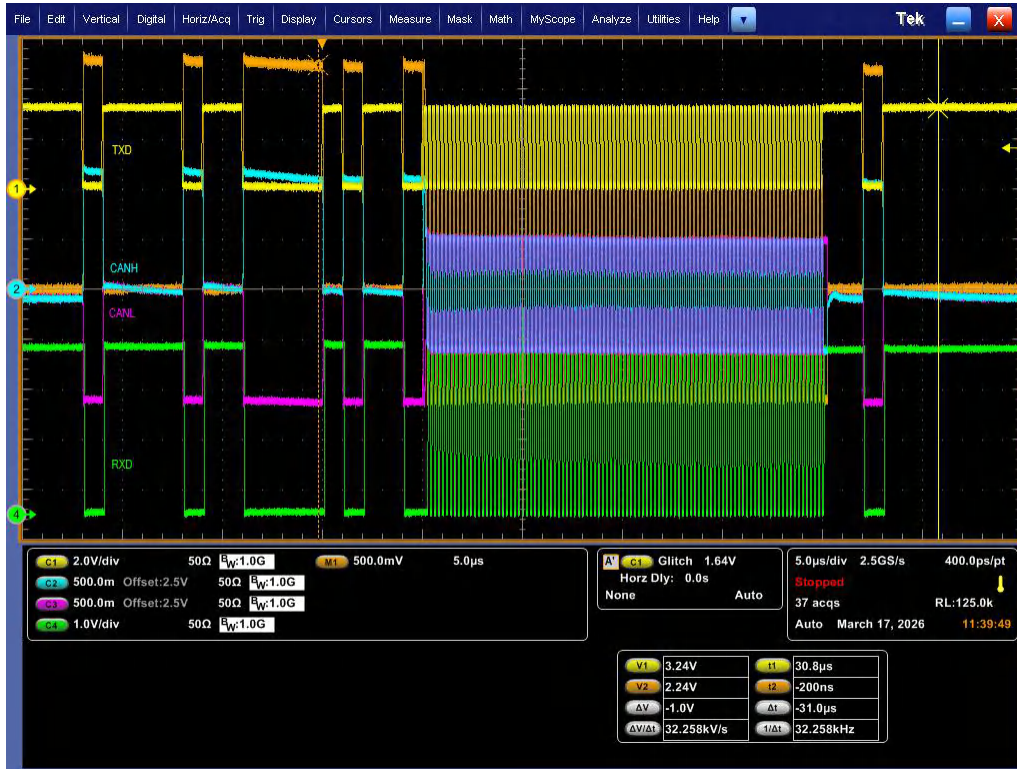 File Edit Vertical Digital Horiz/Acq Trig Display Cursors Measure Mask Math MyScope Analyze Utilities Help Tek X
TXD
1
CANH
2
CANL
RXD
4
C1 2.0V/div 50Ω BW:1.0G M1 500.0mV 5.0µs
C2 500.0m Offset:2.5V 50Ω BW:1.0G
C3 500.0m Offset:2.5V 50Ω BW:1.0G
C4 1.0V/div 50Ω BW:1.0G
A' C1 Glitch 1.64V
Horz Dly: 0.0s
None Auto
5.0µs/div 2.5GS/s 400.0ps/pt
Stopped
37 acqs RL:125.0k
Auto March 17, 2026 11:39:49
V1 3.24V t1 30.8µs
V2 2.24V t2 -200ns
ΔV -1.0V Δt -31.0µs
ΔV/Δt 32.258kV/s 1/Δt 32.258kHz